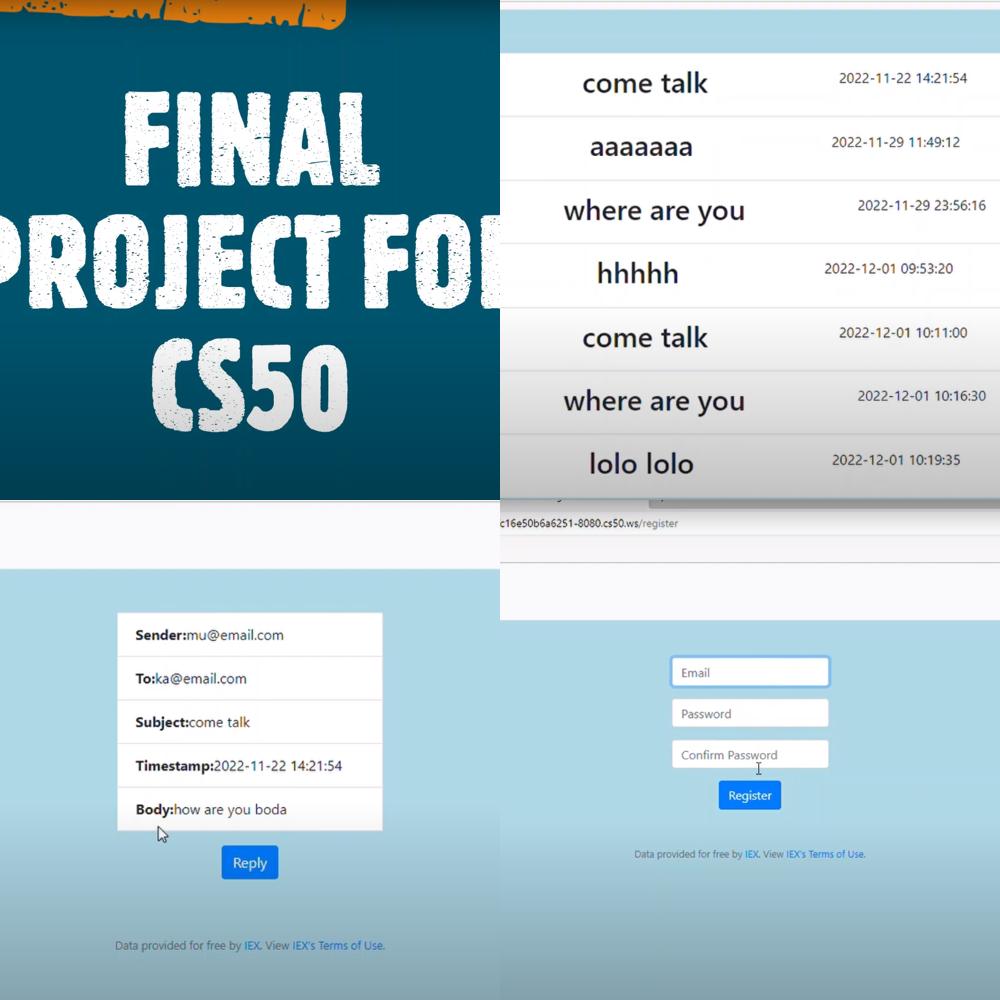 FINAL
PROJECT FOR
CS50
come talk 2022-11-22 14:21:54
aaaaaaa 2022-11-29 11:49:12
where are you 2022-11-29 23:56:16
hhhhh 2022-12-01 09:53:20
come talk 2022-12-01 10:11:00
where are you 2022-12-01 10:16:30
lolo lolo 2022-12-01 10:19:35
Sender:mu@email.com
To:ka@email.com
Subject:come talk
Timestamp:2022-11-22 14:21:54
Body:how are you boda
Reply
Data provided for free by IEX. View IEX's Terms of Use.
c16e50b6a6251-8080.cs50.ws/register
Email
Password
Confirm Password
Register
Data provided for free by IEX. View IEX's Terms of Use.